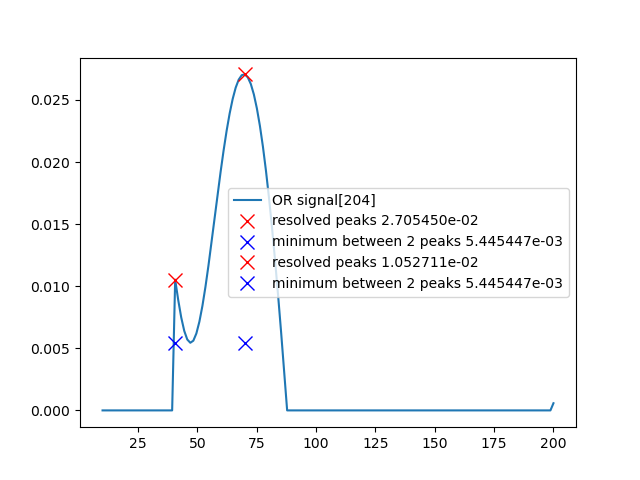 0.025
0.020
0.015
0.010
0.005
0.000
OR signal[204]
resolved peaks 2.705450e-02
minimum between 2 peaks 5.445447e-03
resolved peaks 1.052711e-02
minimum between 2 peaks 5.445447e-03
25 50 75 100 125 150 175 200